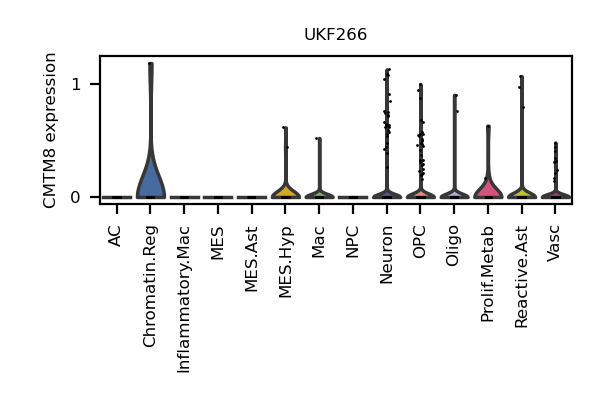 UKF266
CMTM8 expression
1
0
AC
Chromatin.Reg
Inflammatory.Mac
MES
MES.Ast
MES.Hyp
Mac
NPC
Neuron
OPC
Oligo
Prolif.Metab
Reactive.Ast
Vasc